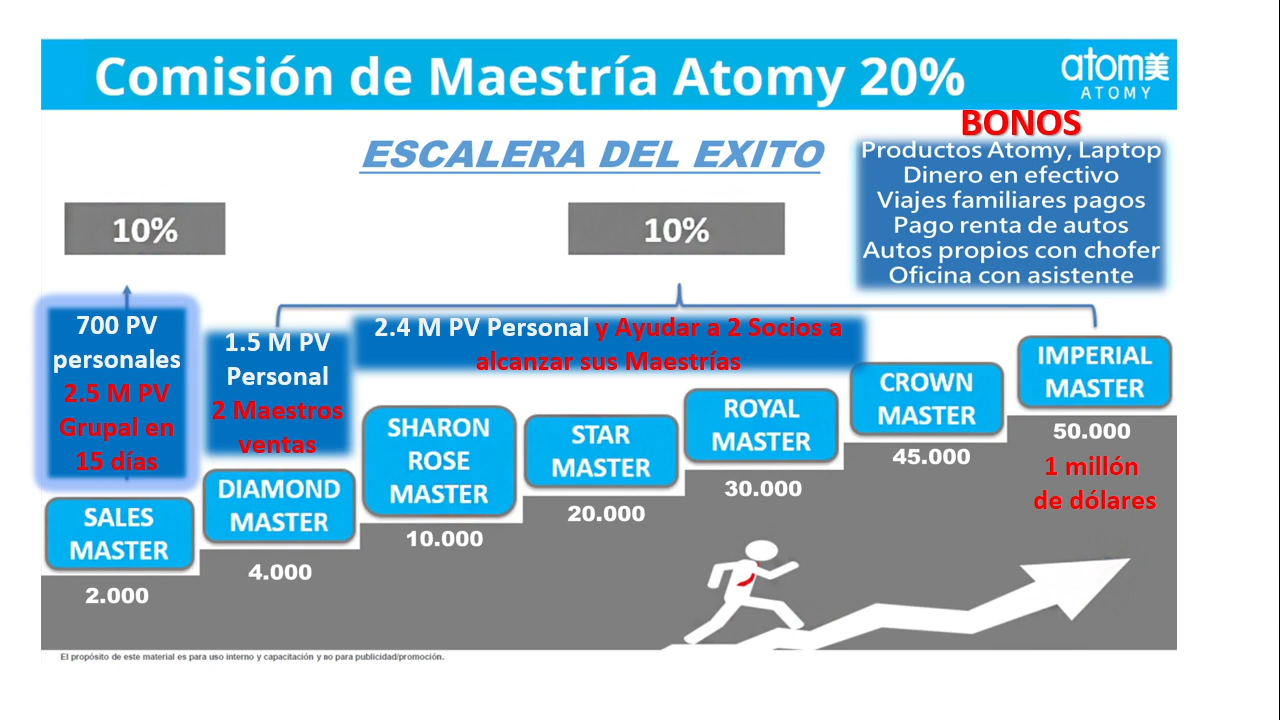 Comisión de Maestría Atomy 20%
atom美
ATOMY
BONOS
ESCALERA DEL EXITO
Productos Atomy, Laptop
Dinero en efectivo
Viajes familiares pagos
Pago renta de autos
Autos propios con chofer
Oficina con asistente
10%
10%
700 PV
personales
2.5 M PV
Grupal en
15 días
1.5 M PV
Personal
2 Maestros
ventas
2.4 M PV Personal y Ayudar a 2 Socios a
alcanzar sus Maestrías
SALES
MASTER
2.000
DIAMOND
MASTER
4.000
SHARON
ROSE
MASTER
10.000
STAR
MASTER
20.000
ROYAL
MASTER
30.000
CROWN
MASTER
45.000
IMPERIAL
MASTER
50.000
1 millón
de dólares
El propósito de este material es para uso interno y capacitación y no para publicidad/promoción.